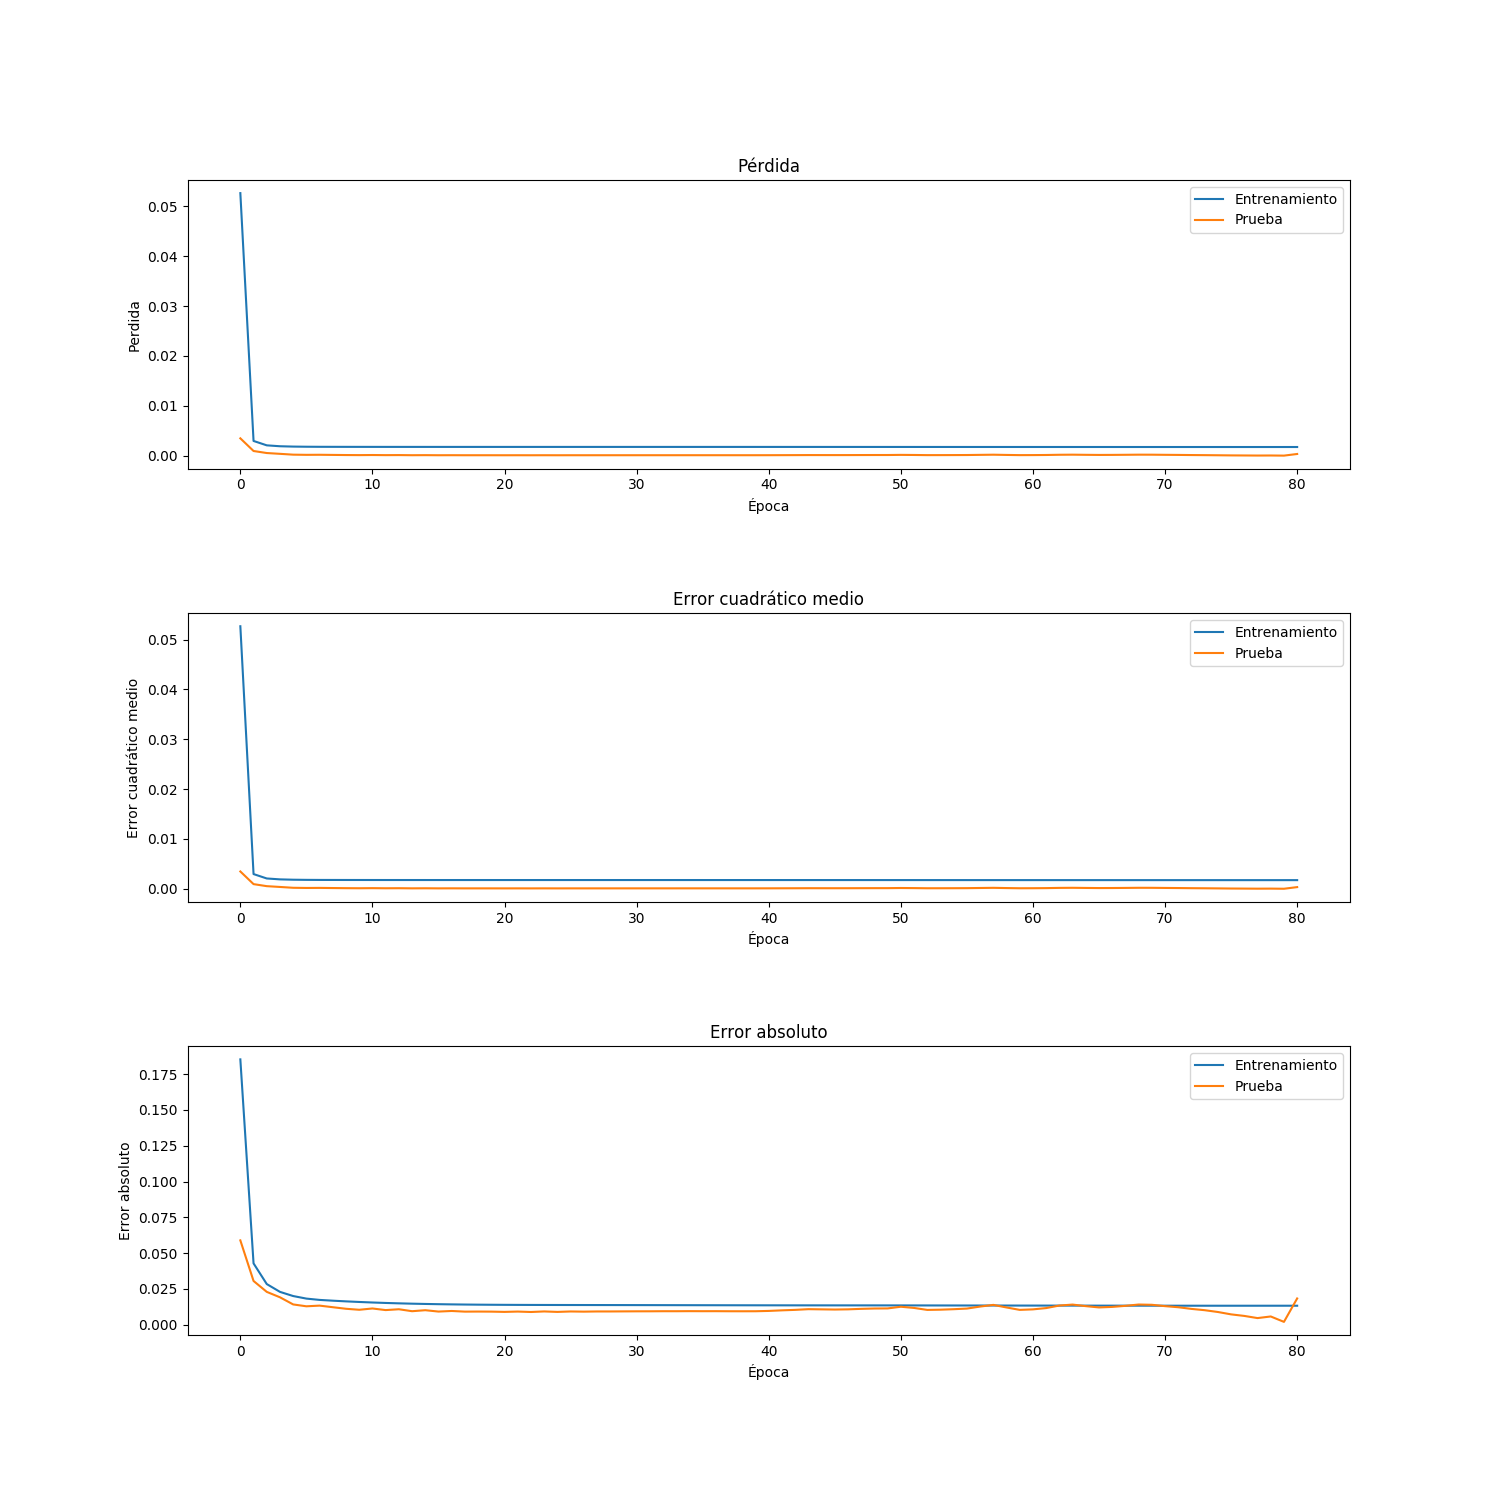 Pérdida
Entrenamiento
Prueba
0.05
0.04
0.03
0.02
0.01
0.00
Perdida
0 10 20 30 40 50 60 70 80
Época
Error cuadrático medio
Entrenamiento
Prueba
0.05
0.04
0.03
0.02
0.01
0.00
Error cuadrático medio
0 10 20 30 40 50 60 70 80
Época
Error absoluto
Entrenamiento
Prueba
0.175
0.150
0.125
0.100
0.075
0.050
0.025
0.000
Error absoluto
0 10 20 30 40 50 60 70 80
Época